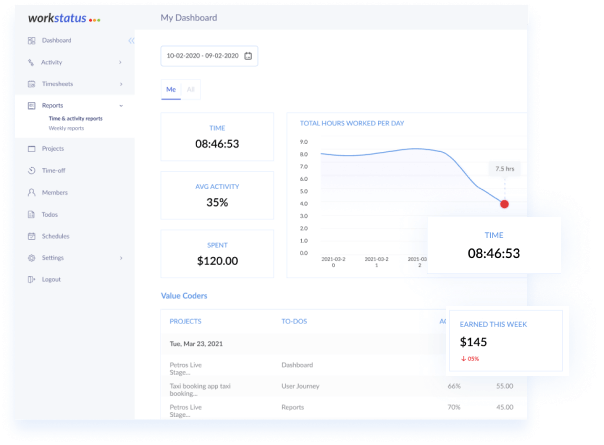 workstatus
My Dashboard
Dashboard
Activity
Timesheets
Reports
Time & activity reports
Weekly reports
Projects
Time-off
Members
Todos
Schedules
Settings
Logout
10-02-2020 - 09-02-2020
Me All
TIME
08:46:53
AVG ACTIVITY
35%
SPENT
$120.00
TOTAL HOURS WORKED PER DAY
9.0
8.0
7.0
6.0
5.0
4.0
3.0
2.0
1.0
0.0
7.5 hrs
2021-03-2 2021-03-2 2021-03
0 1 2
TIME
08:46:53
Value Coders
PROJECTS TO-DOS
Tue, Mar 23, 2021
Petros Live Dashboard
Stage...
Taxi booking app taxi User Journey 66% 55.00
booking...
Petros Live Reports 70% 45.00
Stage...
EARNED THIS WEEK
$145
↓ 05%